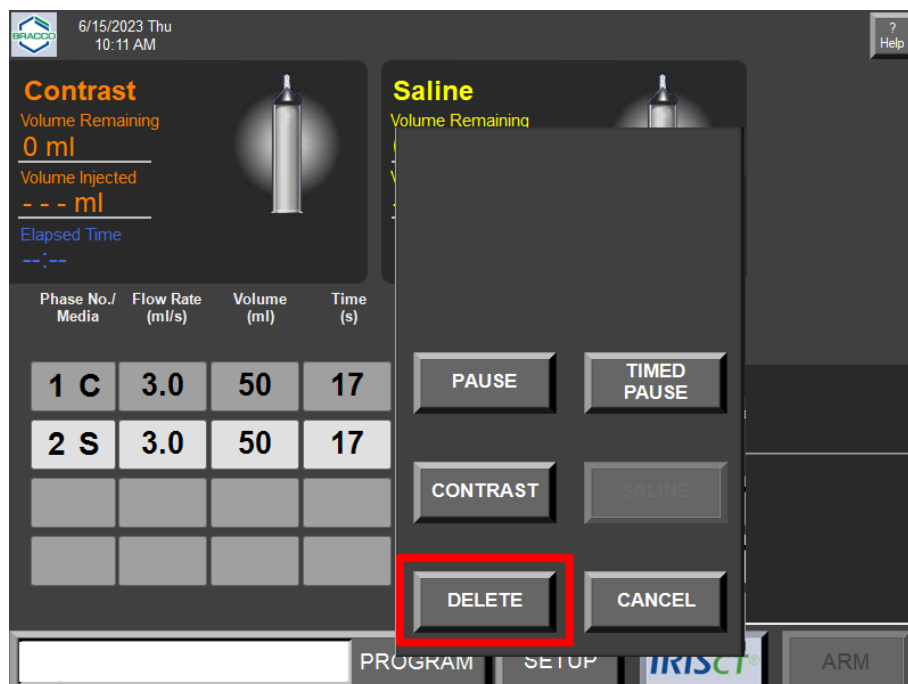 BRACCO
6/15/2023 Thu
10:11 AM
?
Help
Contrast
Volume Remaining
0 ml
Volume Injected
- - - ml
Elapsed Time
--:--
Saline
Volume Remaining
Phase No./ Media
Flow Rate (ml/s)
Volume (ml)
Time (s)
1 C 3.0 50 17
2 S 3.0 50 17
PAUSE
TIMED
PAUSE
CONTRAST
SALINE
DELETE
CANCEL
PROGRAM
SETUP
IRiSCT®
ARM